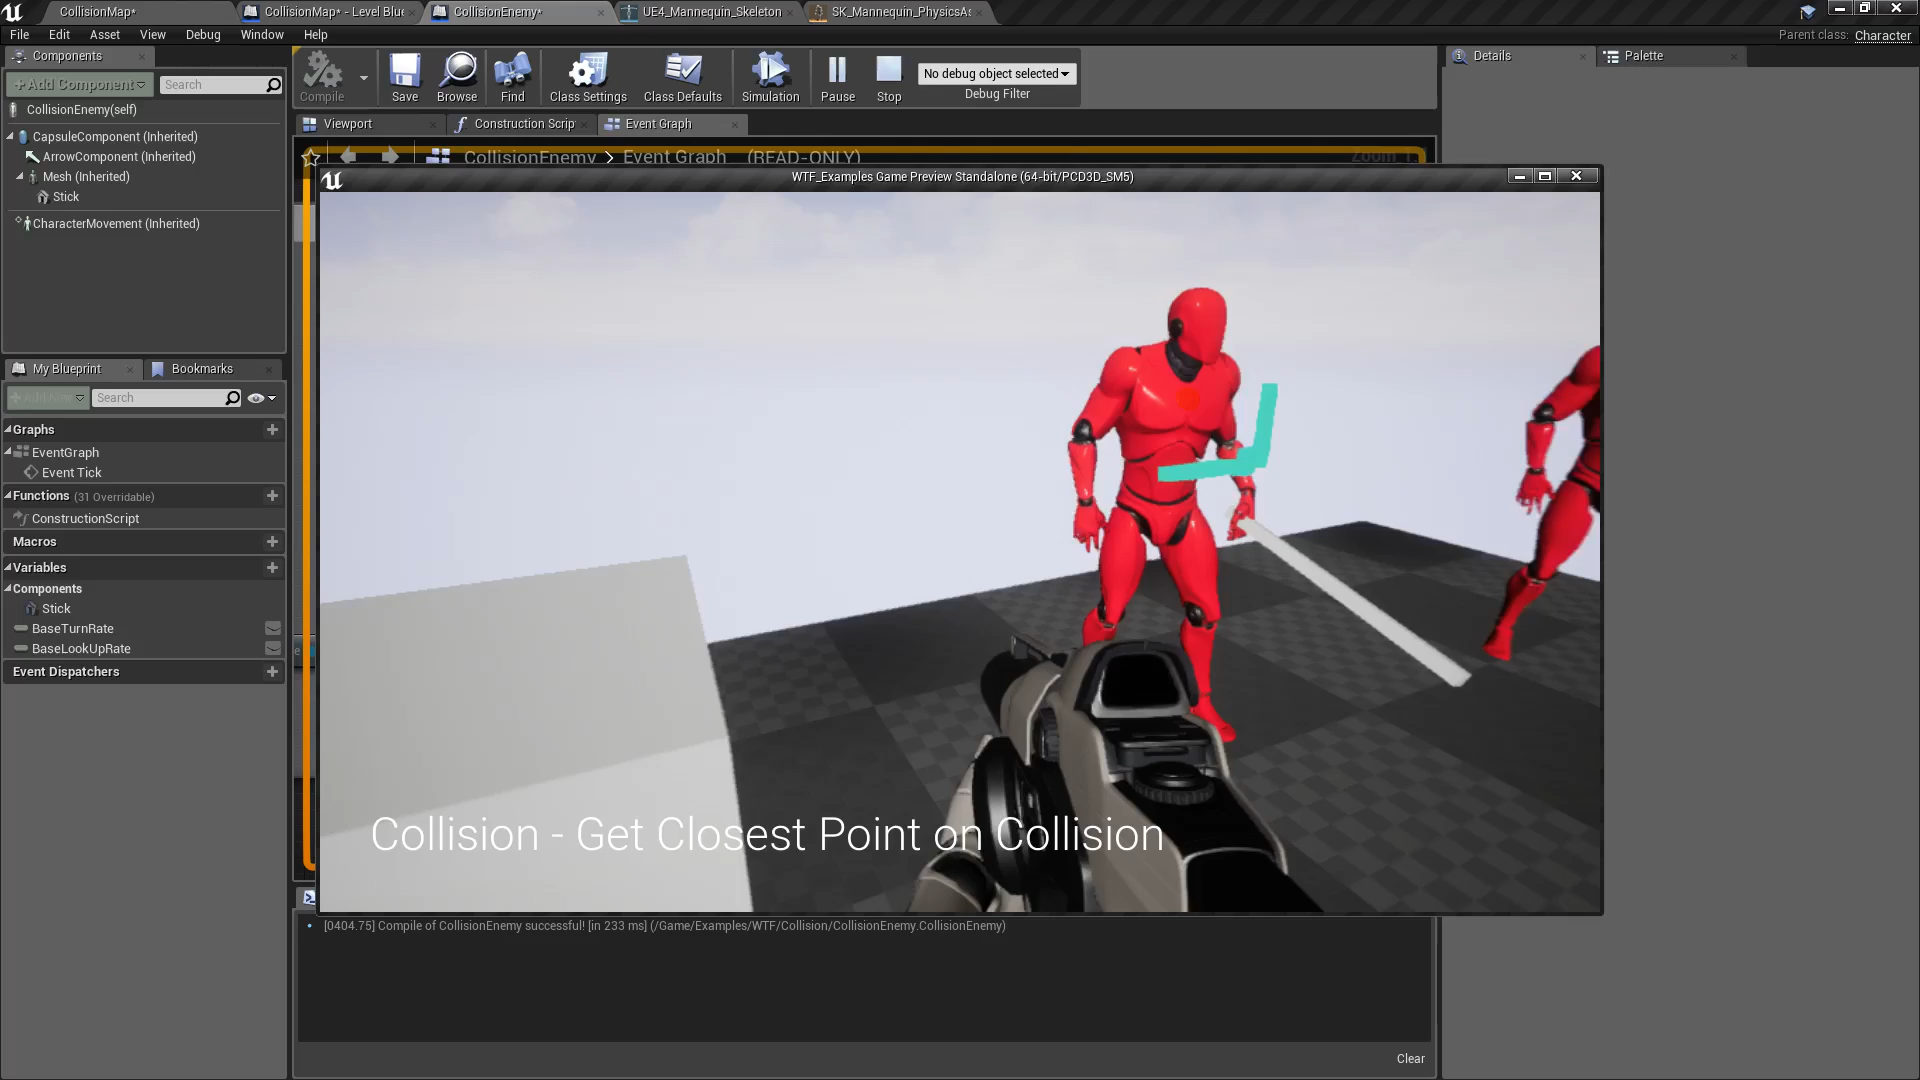 CollisionMap*
CollisionMap* - Level Blue
CollisionEnemy*
UE4_Mannequin_Skeleton
SK_Mannequin_PhysicsAs
File Edit Asset View Debug Window Help
Parent class: Character
Components
+Add Component
Search
CollisionEnemy(self)
CapsuleComponent (Inherited)
ArrowComponent (Inherited)
Mesh (Inherited)
Stick
CharacterMovement (Inherited)
Compile
Save
Browse
Find
Class Settings
Class Defaults
Simulation
Pause
Stop
No debug object selected
Debug Filter
Details
Palette
Viewport
Construction Scrip
Event Graph
CollisionEnemy > Event Graph (READ-ONLY)
Zoom 1
WTF_Examples Game Preview Standalone (64-bit/PCD3D_SM5)
My Blueprint
Bookmarks
+Add New
Search
Graphs
EventGraph
Event Tick
Functions (31 Overridable)
ConstructionScript
Macros
Variables
Components
Stick
BaseTurnRate
BaseLookUpRate
Event Dispatchers
Collision - Get Closest Point on Collision
[0404.75] Compile of CollisionEnemy successful! [in 233 ms] (/Game/Examples/WTF/Collision/CollisionEnemy.CollisionEnemy)
Clear